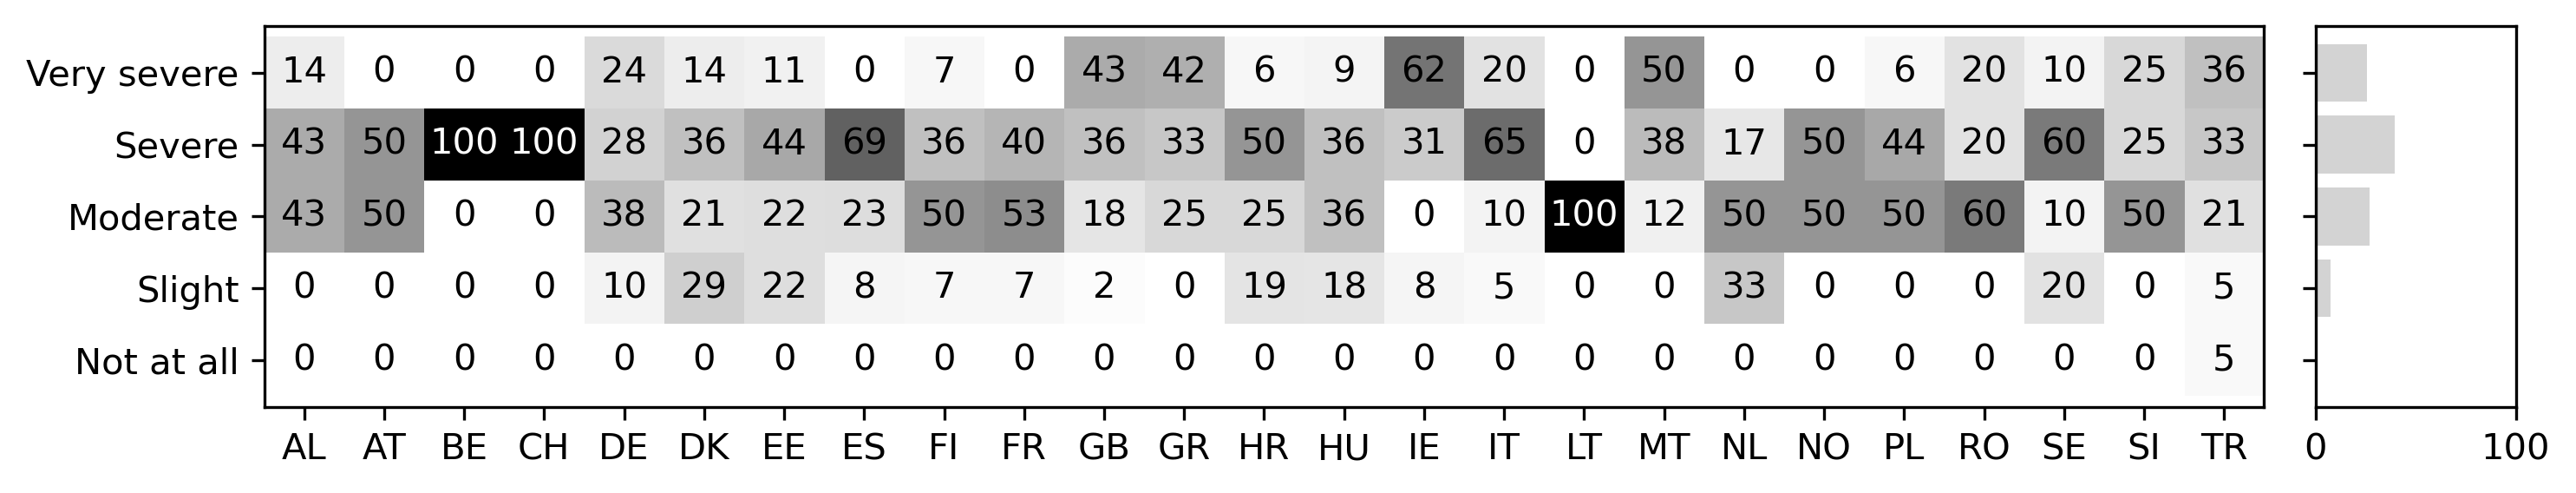 Very severe 14 0 0 0 24 14 11 0 7 0 43 42 6 9 62 20 0 50 0 0 6 20 10 25 36
Severe 43 50 100 100 28 36 44 69 36 40 36 33 50 36 31 65 0 38 17 50 44 20 60 25 33
Moderate 43 50 0 0 38 21 22 23 50 53 18 25 25 36 0 10 100 12 50 50 50 60 10 50 21
Slight 0 0 0 0 10 29 22 8 7 7 2 0 19 18 8 5 0 0 33 0 0 0 20 0 5
Not at all 0 0 0 0 0 0 0 0 0 0 0 0 0 0 0 0 0 0 0 0 0 0 0 0 5
AL AT BE CH DE DK EE ES FI FR GB GR HR HU IE IT LT MT NL NO PL RO SE SI TR 0 100